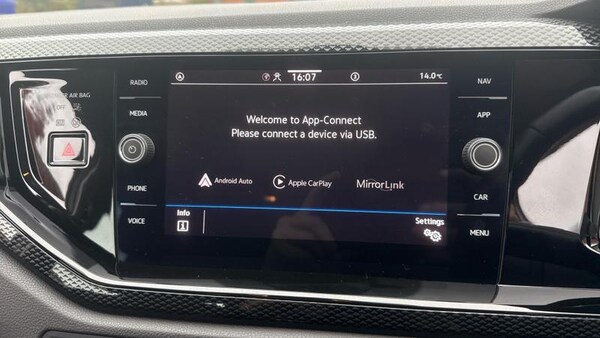 RADIO
MEDIA
PHONE
VOICE
AIR BAG
OFF
16:07
14.0°C
Welcome to App-Connect
Please connect a device via USB.
Android Auto
Apple CarPlay
MirrorLink
Info
Settings
NAV
APP
CAR
MENU